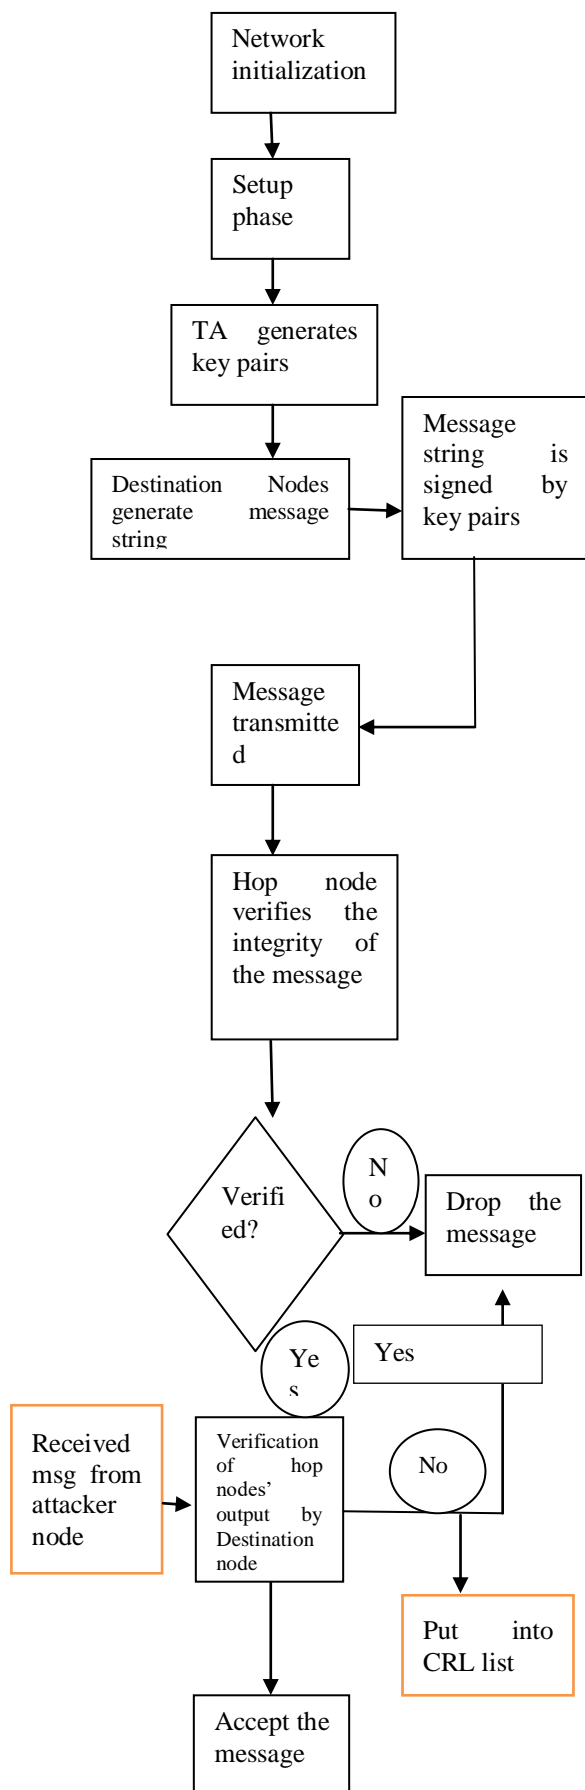 Network
initialization
Setup
phase
TA generates
key pairs
Destination Nodes
generate message
string
Message
string is
signed by
key pairs
Message
transmitte
d
Hop node
verifies the
integrity of
the message
Verifi
ed?
N
o
Drop the
message
Ye
s
Yes
Received
msg from
attacker
node
Verification
of hop
nodes'
output by
Destination
node
No
Put into
CRL list
Accept the
message